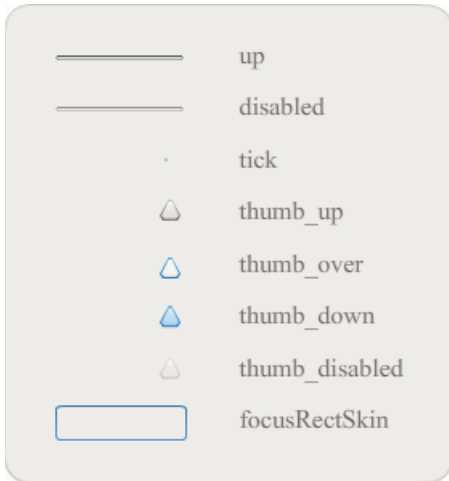 up
disabled
tick
thumb_up
thumb_over
thumb_down
thumb_disabled
focusRectSkin